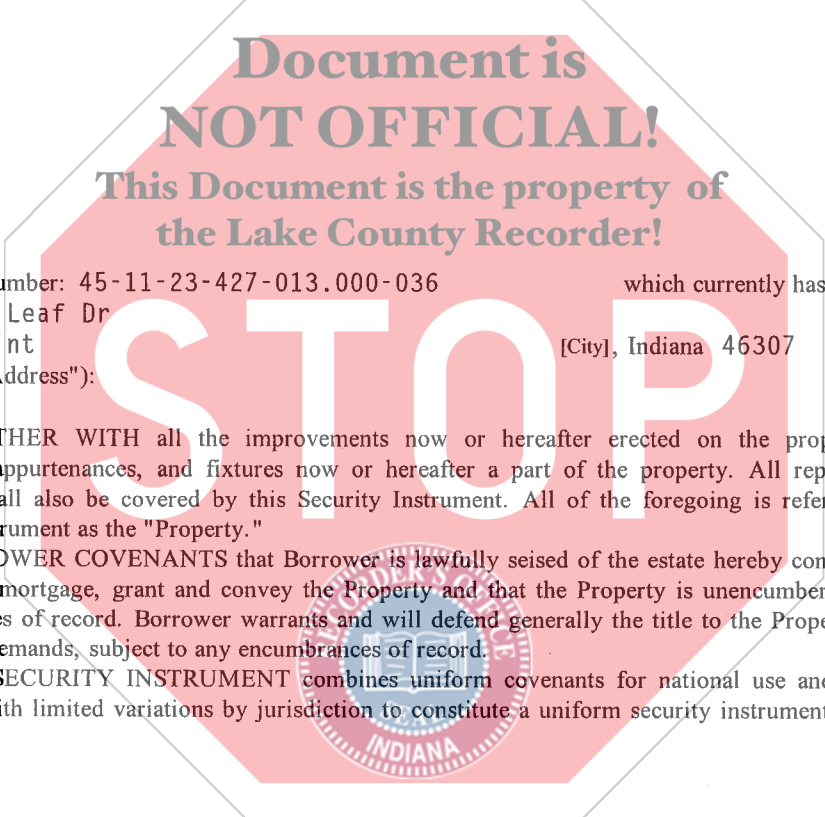 Document is
NOT OFFICIAL!
This Document is the property of
the Lake County Recorder!
umber: 45-11-23-427-013.000-036 which currently has
Leaf Dr
nt [City], Indiana 46307
ddress"):
STOP
THER WITH all the improvements now or hereafter erected on the prop
appurtenances, and fixtures now or hereafter a part of the property. All rep
all also be covered by this Security Instrument. All of the foregoing is refer
rument as the "Property."
OWER COVENANTS that Borrower is lawfully seised of the estate hereby con
mortgage, grant and convey the Property and that the Property is unencumber
es of record. Borrower warrants and will defend generally the title to the Prope
emands, subject to any encumbrances of record.
SECURITY INSTRUMENT combines uniform covenants for national use and
ith limited variations by jurisdiction to constitute a uniform security instrument
RECORDER'S OFFICE
SEAL
INDIANA